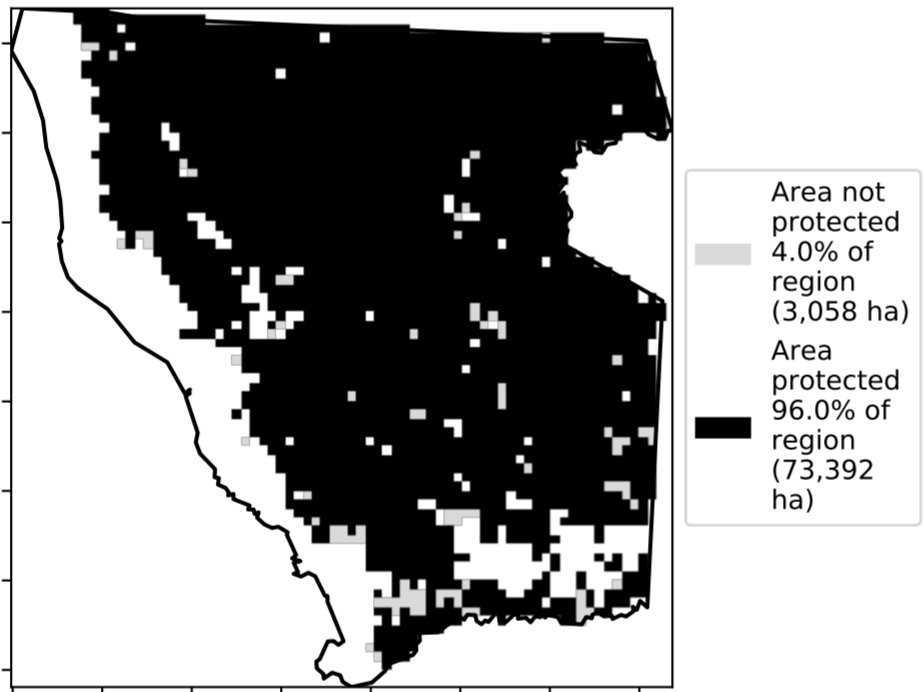 Area not
protected
4.0% of
region
(3,058 ha)
Area
protected
96.0% of
region
(73,392
ha)